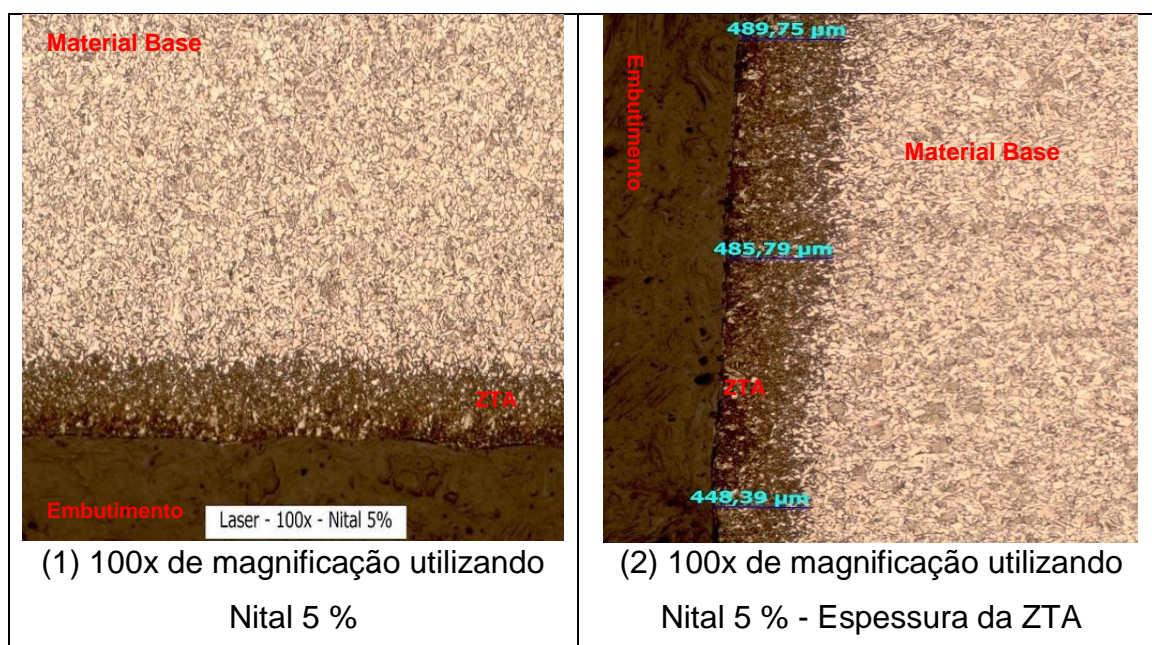 Material Base
ZTA
Embutimento
Laser - 100x - Nital 5%
(1) 100x de magnificação utilizando
Nital 5 %
489,75 µm
Embutimento
Material Base
485,79 µm
ZTA
448,39 µm
(2) 100x de magnificação utilizando
Nital 5 % - Espessura da ZTA